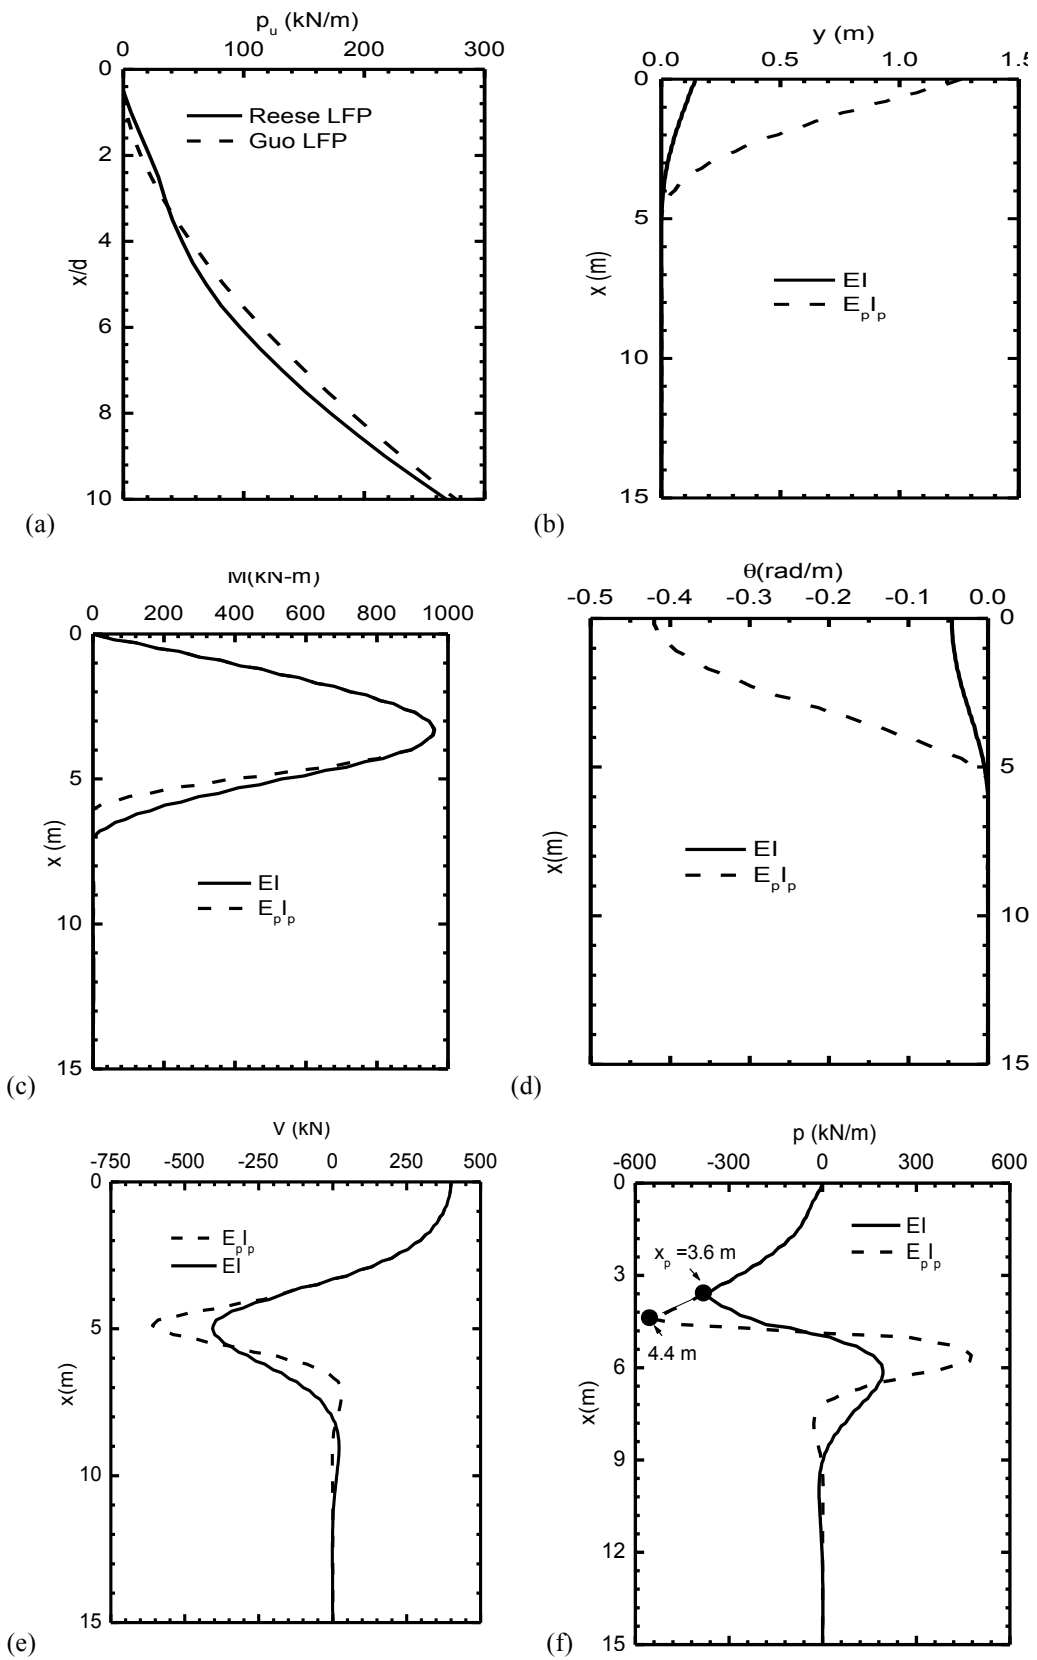 p_u (kN/m)
0 100 200 300
0
2
4
6
8
10
x/d
Reese LFP
Guo LFP
(a)
y (m)
0.0 0.5 1.0 1.5
0
5
10
15
x (m)
EI
E_pI_p
(b)
M(kN-m)
0 200 400 600 800 1000
0
5
10
15
x (m)
EI
E_pI_p
(c)
θ(rad/m)
-0.5 -0.4 -0.3 -0.2 -0.1 0.0
0
5
10
15
x(m)
EI
E_pI_p
(d)
V (kN)
-750 -500 -250 0 250 500
0
5
10
15
x(m)
E_pI_p
EI
(e)
p (kN/m)
-600 -300 0 300 600
0
3
6
9
12
15
x(m)
EI
E_pI_p
x_p =3.6 m
4.4 m
(f)